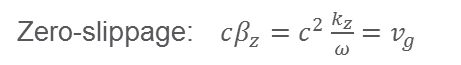 Zero-slippage: cβ_z = c² k_z/ω = v_g